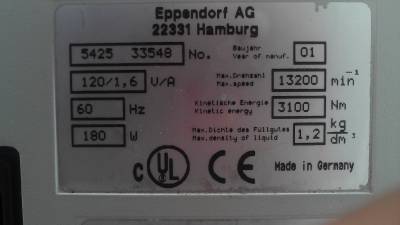 Eppendorf AG
22331 Hamburg
5425 33548 No. Baujahr Year of manuf. 01
120/1,6 V/A Max.Drehzahl Max.speed 13200 min⁻¹
60 Hz Kinetische Energie Kinetic energy 3100 Nm
180 W Max.Dichte des Füllgutes Max.density of liquid 1,2 kg/dm³
C UL CE Made in Germany